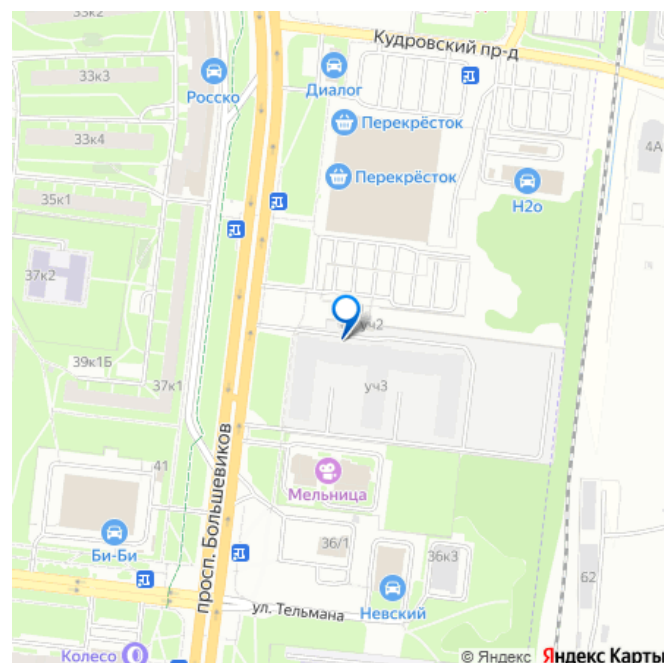 33к2
Кудровский пр-д
33к3
Росско
Диалог
Перекрёсток
33к4
4А
Перекрёсток
35к1
Н2о
37к2
уч2
39к1Б
37к1
уч3
просп. Большевиков
41
Мельница
Би-Би
36/1
36к3
62
ул. Тельмана
Невский
Колесо
© Яндекс Яндекс Карты